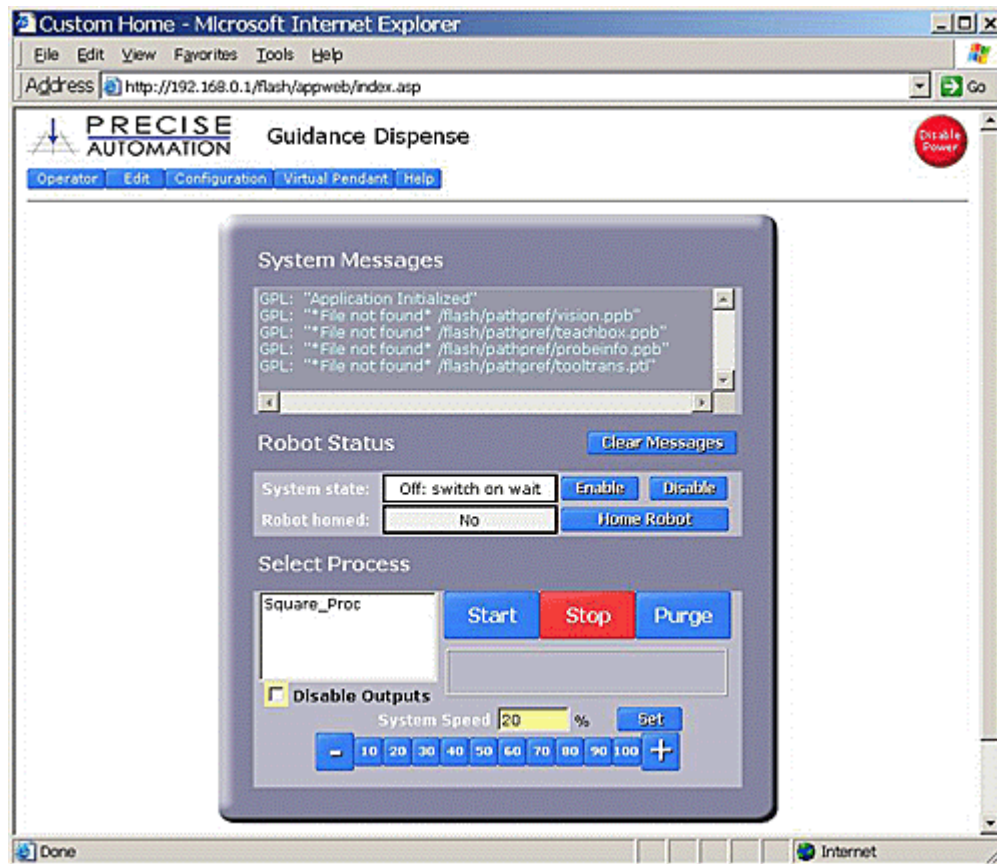 Custom Home - Microsoft Internet Explorer
File Edit View Favorites Tools Help
Address http://192.168.0.1/flash/appweb/index.asp Go
PRECISE
AUTOMATION
Guidance Dispense
Disable
Power
Operator Edit Configuration Virtual Pendant Help
System Messages
GPL: "Application Initialized"
GPL: "*File not found* /flash/pathpref/vision.ppb"
GPL: "*File not found* /flash/pathpref/teachbox.ppb"
GPL: "*File not found* /flash/pathpref/probeinfo.ppb"
GPL: "*File not found* /flash/pathpref/tooltrans.ptl"
Robot Status Clear Messages
System state: Off: switch on wait Enable Disable
Robot homed: No Home Robot
Select Process
Square_Proc
Start Stop Purge
Disable Outputs
System Speed 20 % Set
- 10 20 30 40 50 60 70 80 90 100 +
Done Internet